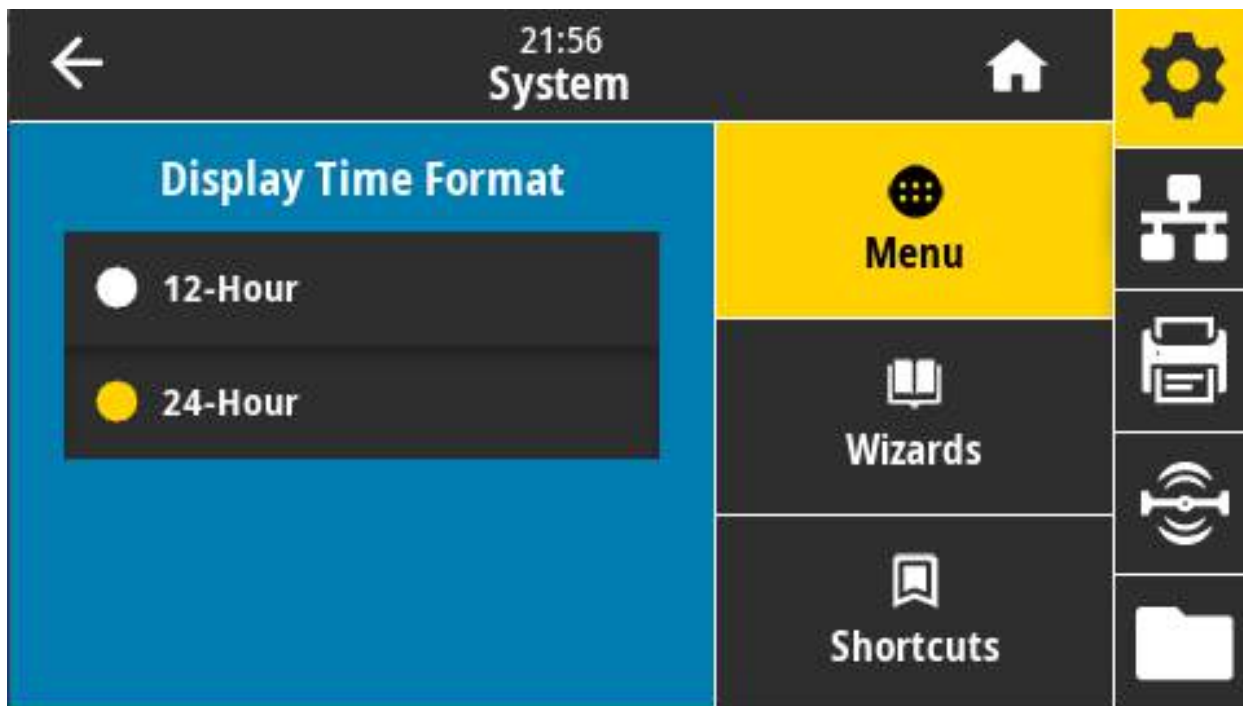 21:56
System
Display Time Format
12-Hour
24-Hour
Menu
Wizards
Shortcuts